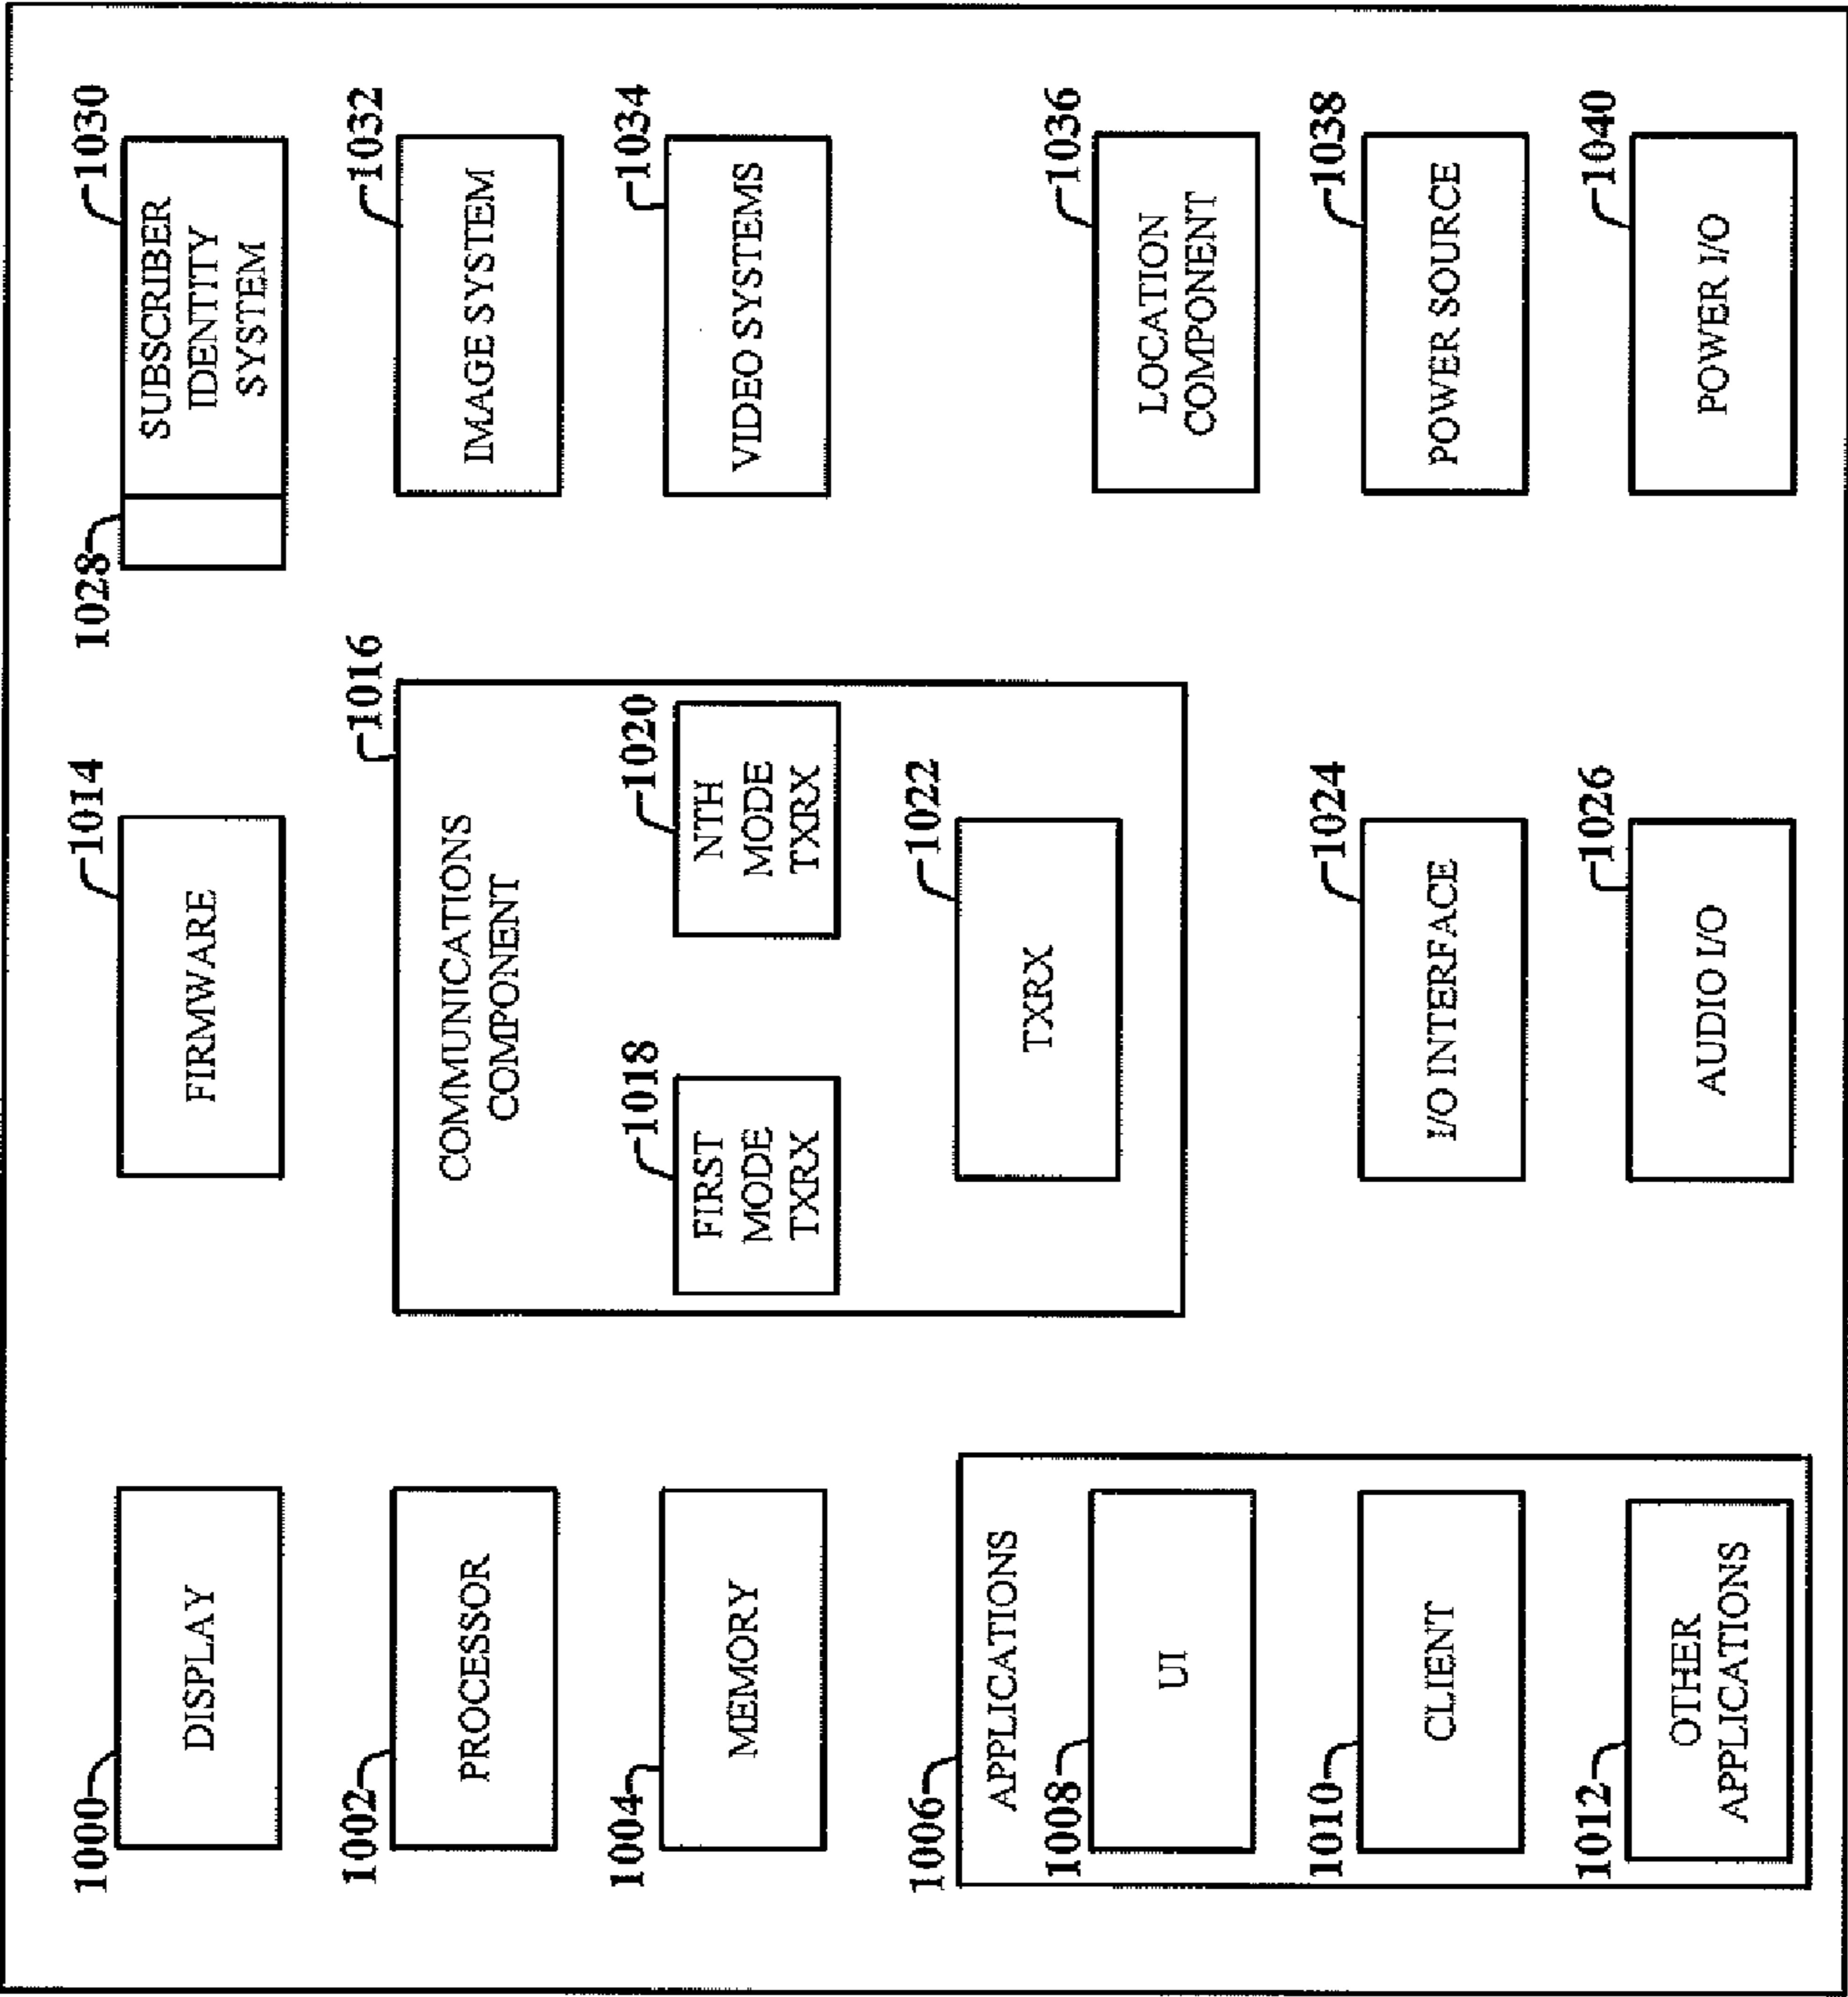 1000
DISPLAY
1002
PROCESSOR
1004
MEMORY
1006
APPLICATIONS
1008
UI
1010
CLIENT
1012
OTHER
APPLICATIONS
1014
FIRMWARE
1016
COMMUNICATIONS
COMPONENT
1018
FIRST
MODE
TXRX
1020
NTH
MODE
TXRX
1022
TXRX
1024
I/O INTERFACE
1026
AUDIO I/O
1028
1030
SUBSCRIBER
IDENTITY
SYSTEM
1032
IMAGE SYSTEM
1034
VIDEO SYSTEMS
1036
LOCATION
COMPONENT
1038
POWER SOURCE
1040
POWER I/O